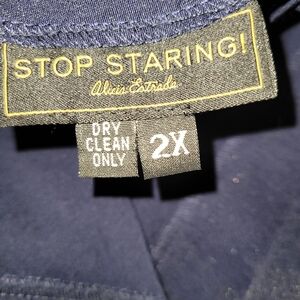 STOP STARING!
Alicia Estrada
DRY
CLEAN
ONLY
2X